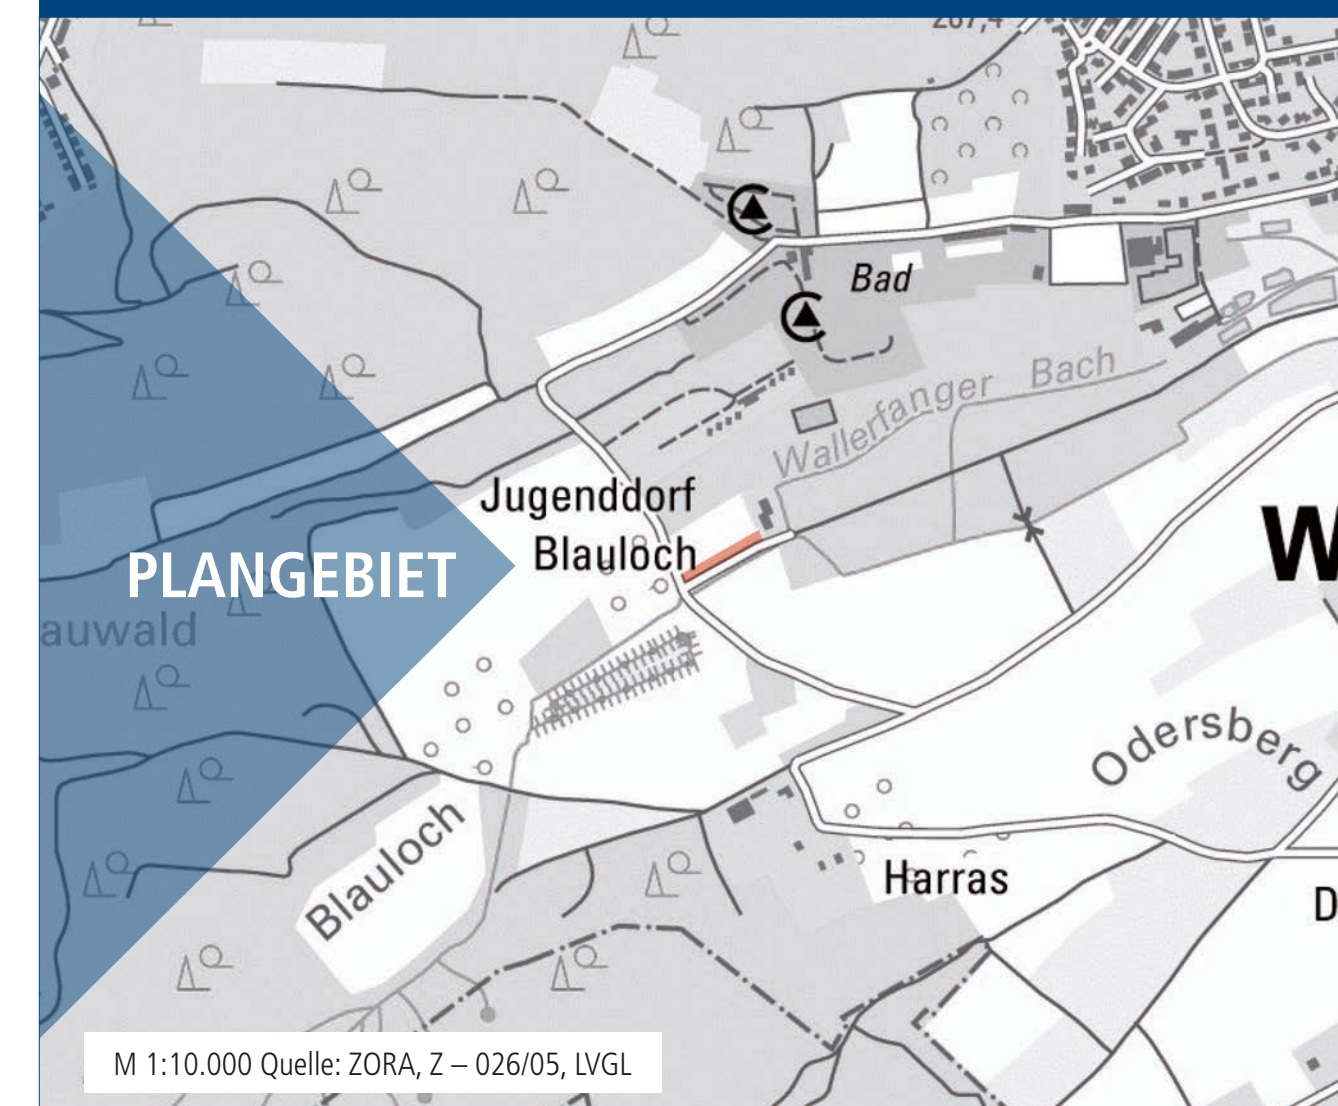 Bad
Wallerfanger Bach
Jugenddorf
Blauloch
W
PLANGEBIET
auwald
Odersberg
Blauloch
Harras
D
M 1:10.000 Quelle: ZORA, Z – 026/05, LVGL